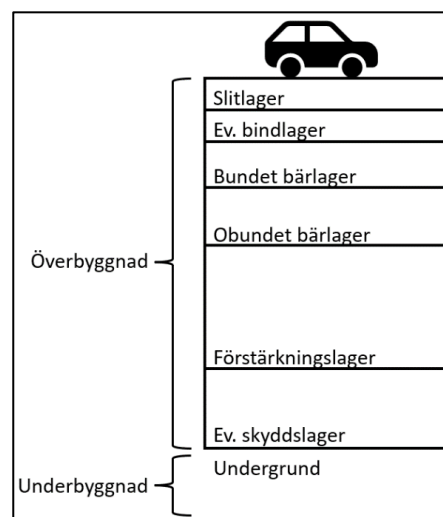 Slitlager
Ev. bindlager
Bundet bärlager
Obundet bärlager
Överbyggnad
Förstärkningslager
Ev. skyddslager
Undergrund
Underbyggnad